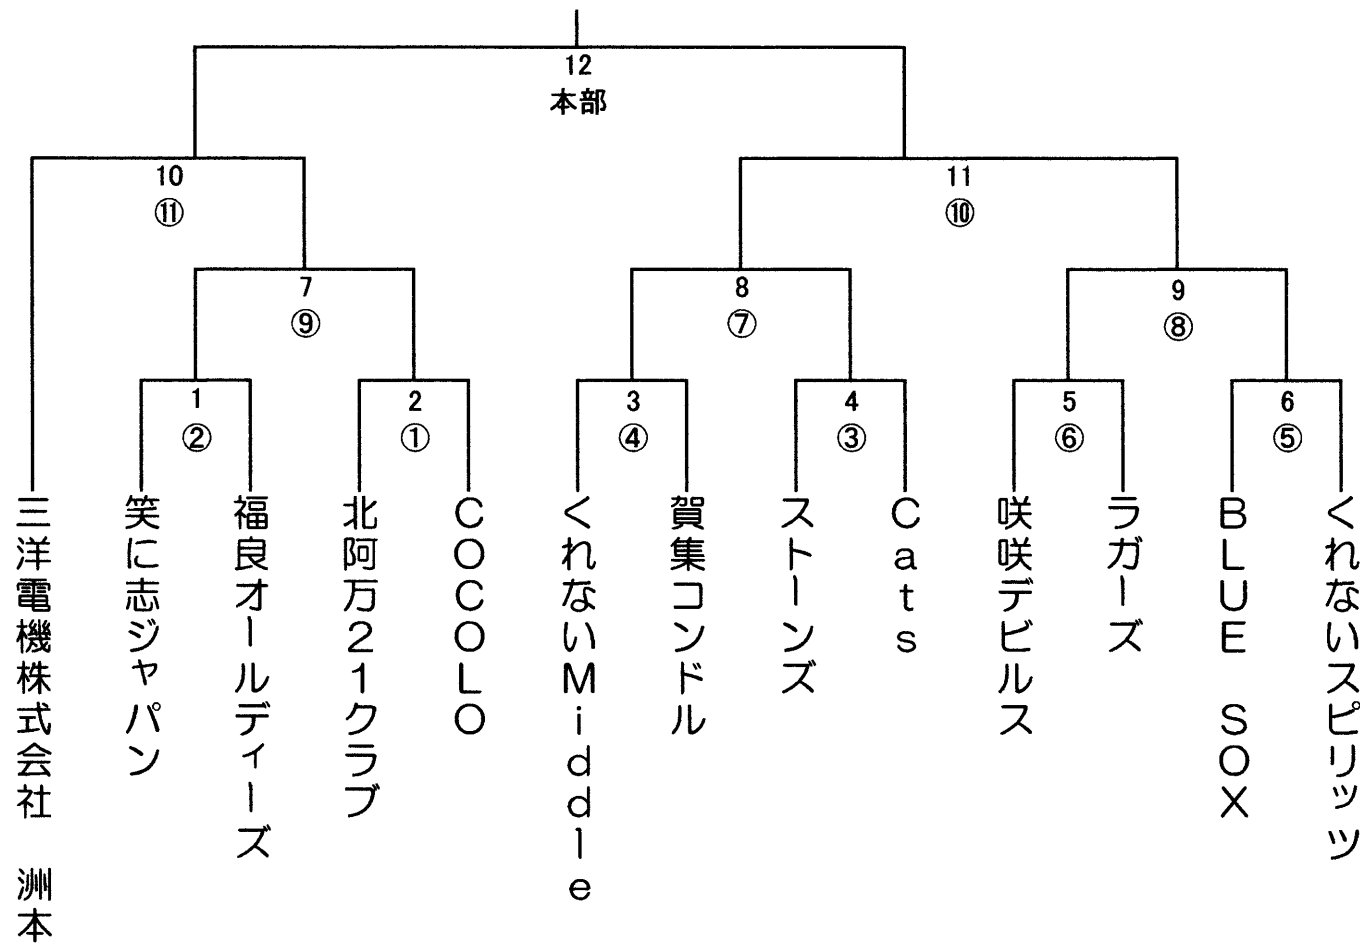 12
本部
10
11
⑪
⑩
7
8
9
⑨
⑦
⑧
1
2
3
4
5
6
②
①
④
③
⑥
⑤
三洋電機株式会社 洲本
笑に志ジャパン
福良オールディーズ
北阿万21クラブ
COCOLO
くれないMiddle
賀集コンドル
ストーンズ
Cats
咲咲デビルス
ラガーズ
BLUE SOX
くれないスピリッツ